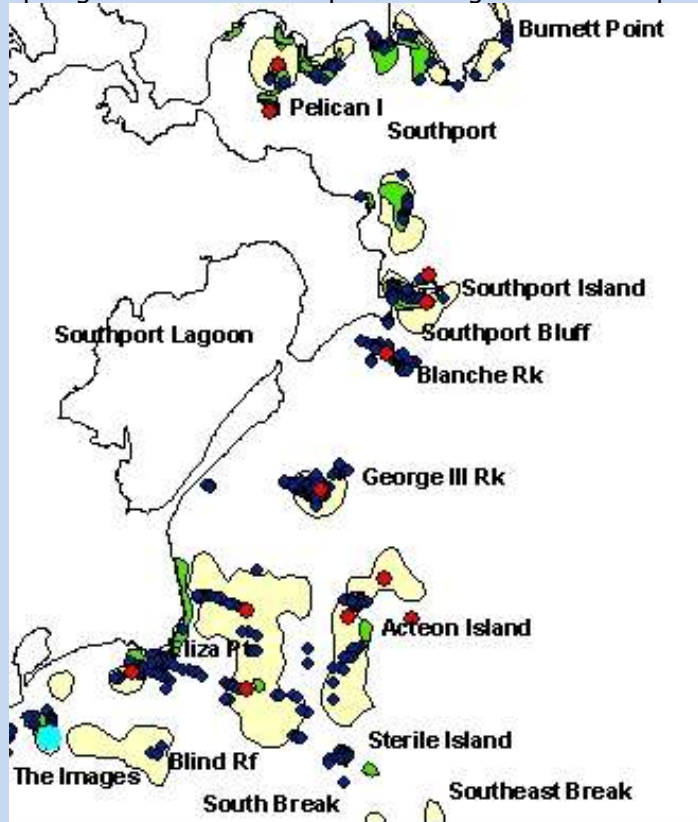 Burnett Point
Pelican I
Southport
Southport Island
Southport Lagoon
Southport Bluff
Blanche Rk
George III Rk
Acteon Island
Eliza Pt
Sterile Island
Blind Rf
The Images
Southeast Break
South Break